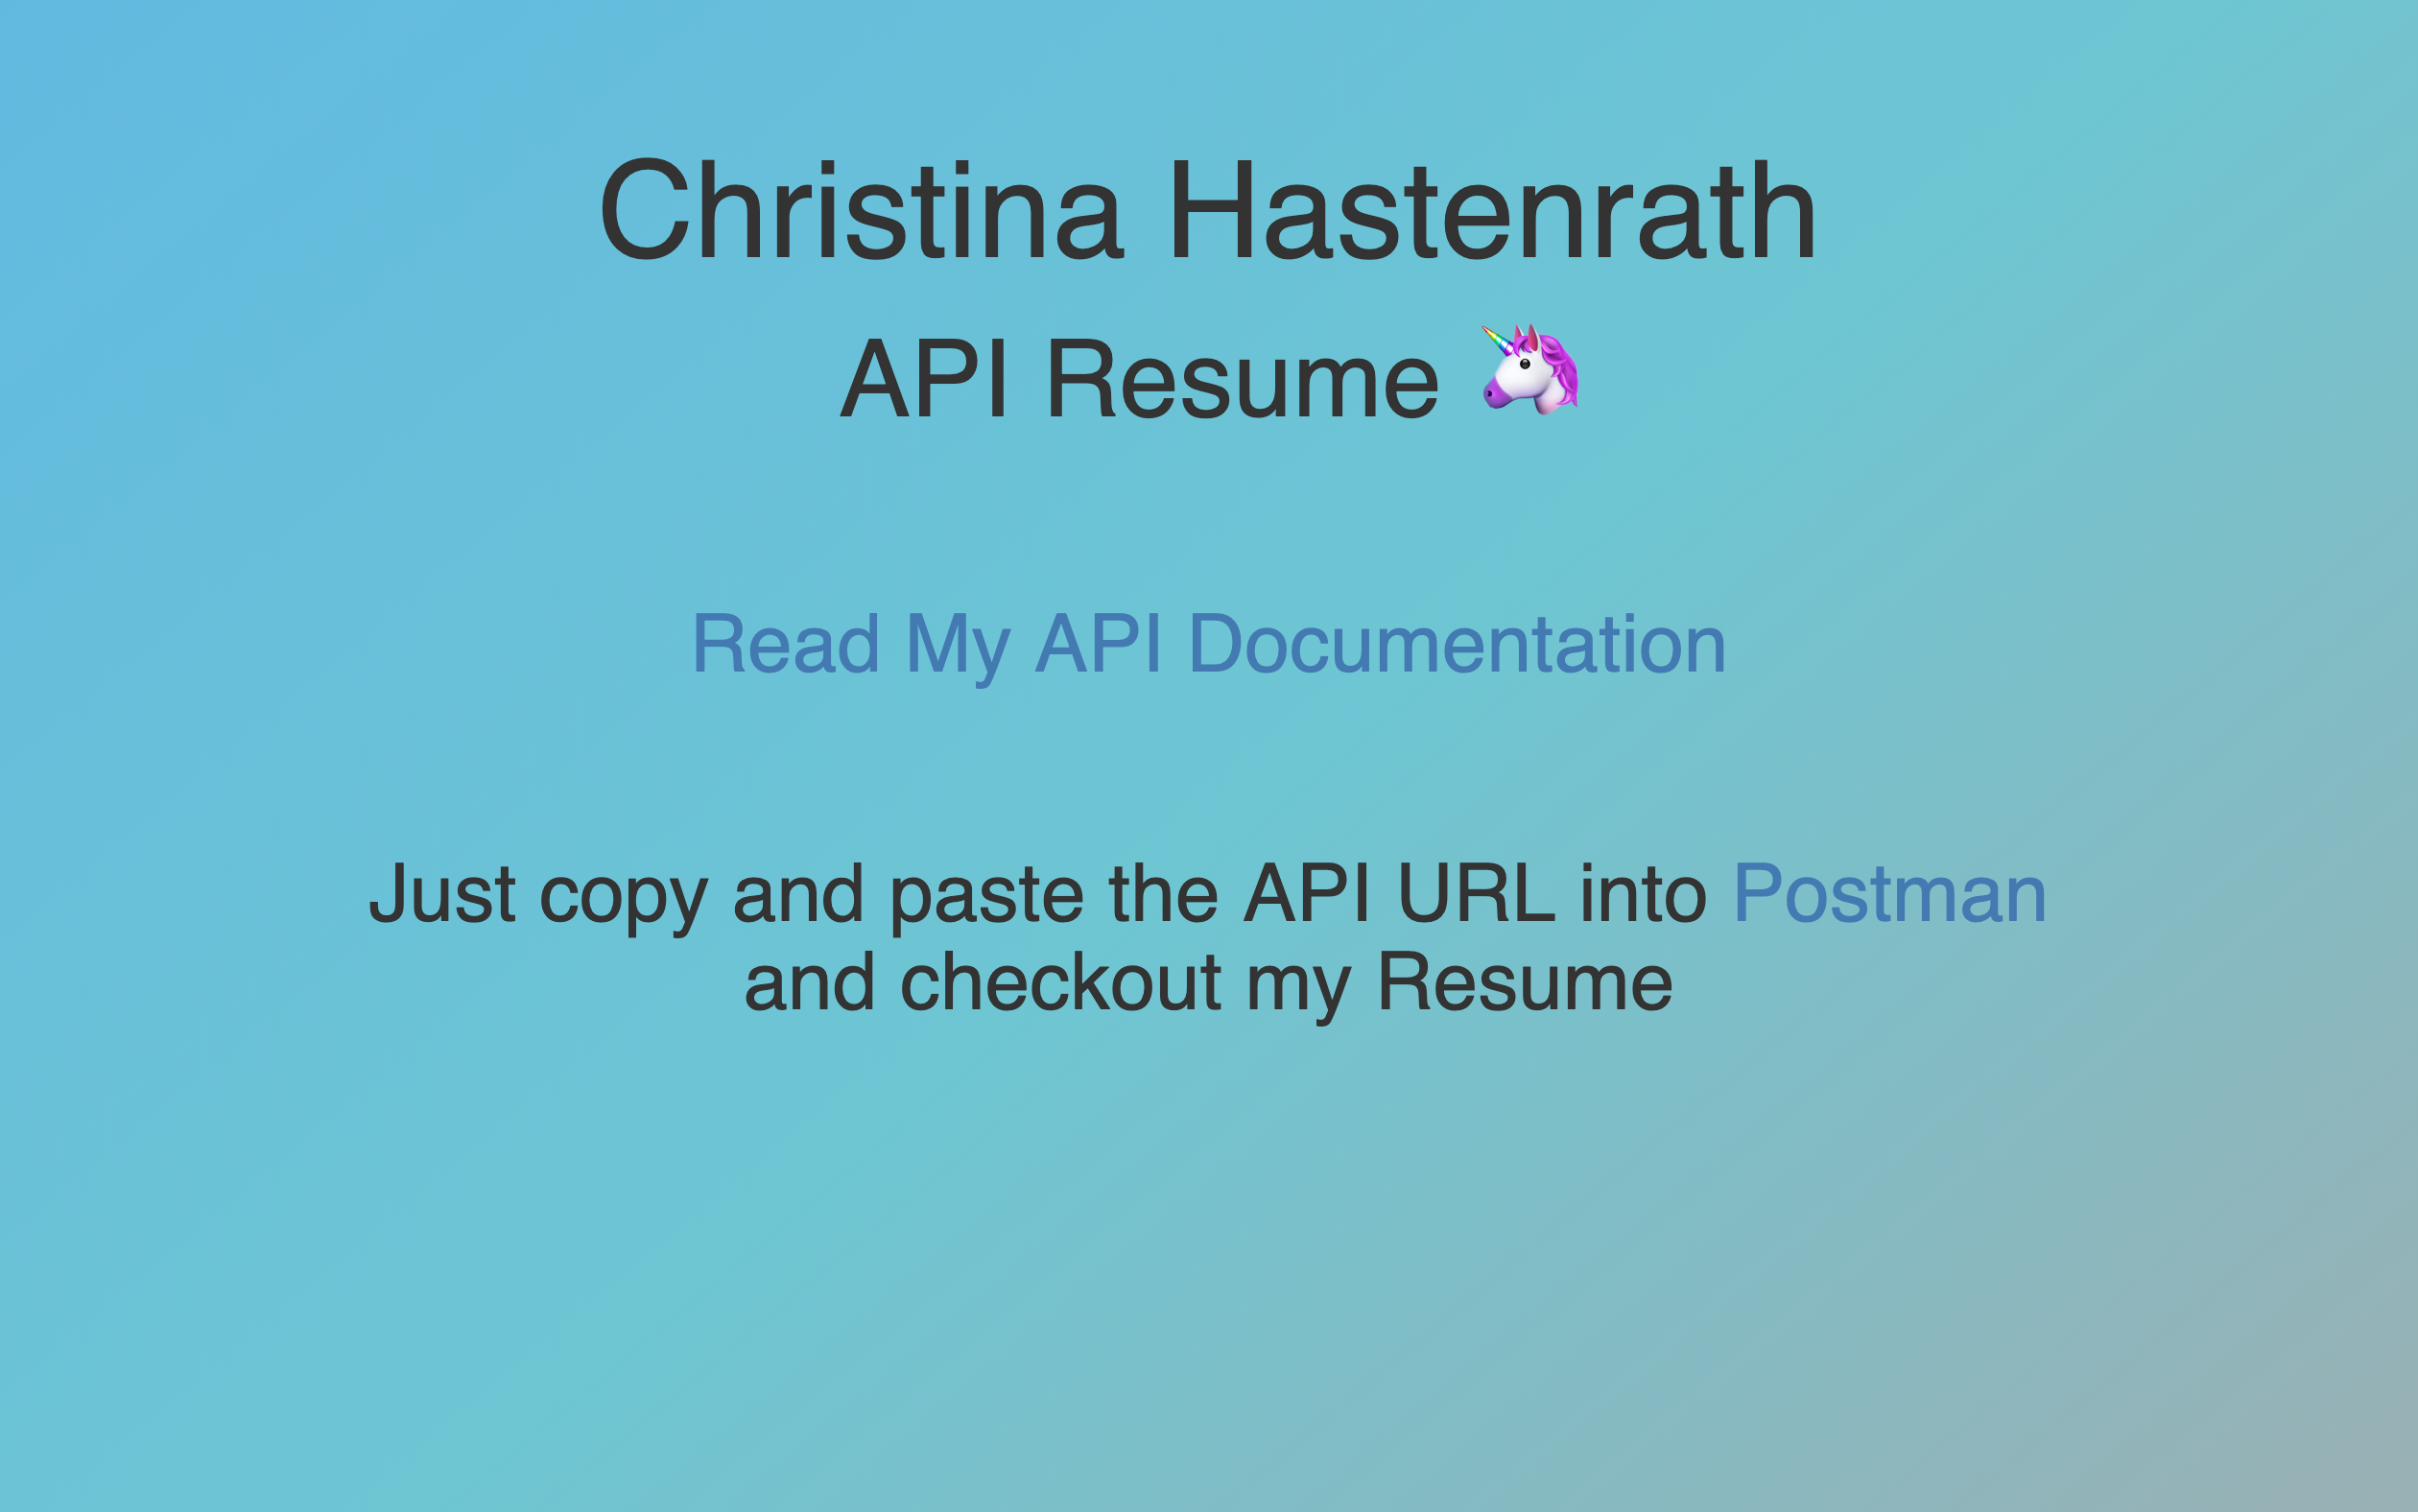 Christina Hastenrath
API Resume 🦄
Read My API Documentation
Just copy and paste the API URL into Postman
and checkout my Resume